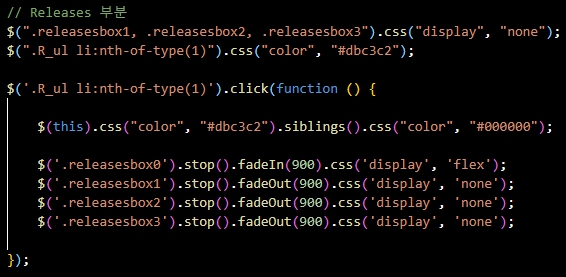 // Releases 부분
$(".releasesbox1, .releasesbox2, .releasesbox3").css("display", "none");
$(".R_ul li:nth-of-type(1)").css("color", "#dbc3c2");
$('.R_ul li:nth-of-type(1)').click(function () {
$(this).css("color", "#dbc3c2").siblings().css("color", "#000000");
$('.releasesbox0').stop().fadeIn(900).css('display', 'flex');
$('.releasesbox1').stop().fadeOut(900).css('display', 'none');
$('.releasesbox2').stop().fadeOut(900).css('display', 'none');
$('.releasesbox3').stop().fadeOut(900).css('display', 'none');
});